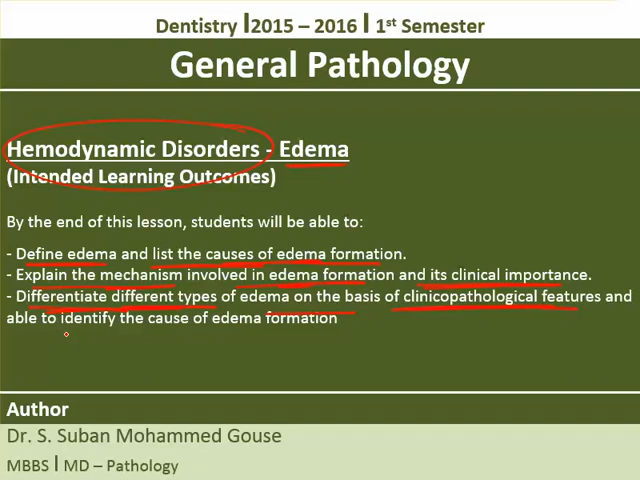 Dentistry I2015 – 2016 I 1st Semester
General Pathology
Hemodynamic Disorders - Edema
(Intended Learning Outcomes)
By the end of this lesson, students will be able to:
- Define edema and list the causes of edema formation.
- Explain the mechanism involved in edema formation and its clinical importance.
- Differentiate different types of edema on the basis of clinicopathological features and
able to identify the cause of edema formation
Author
Dr. S. Suban Mohammed Gouse
MBBS I MD – Pathology